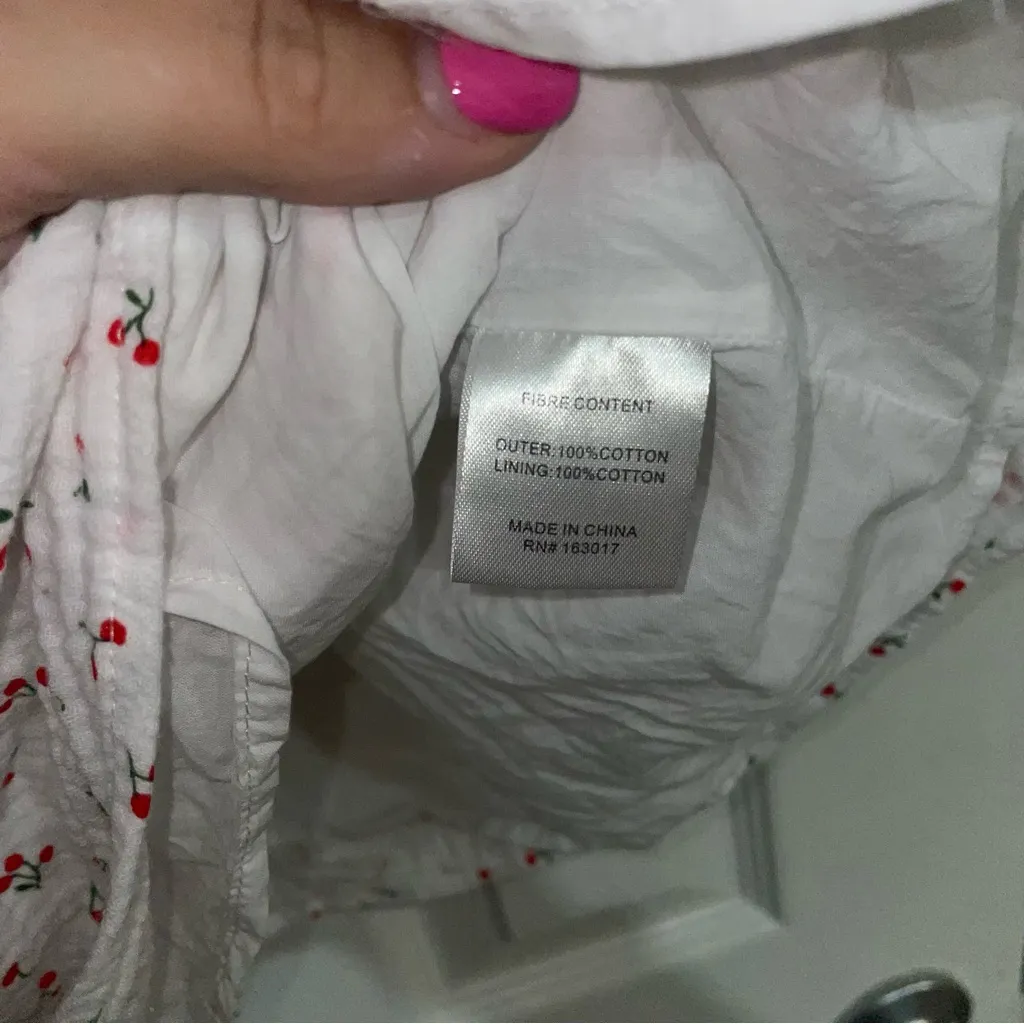 FIBRE CONTENT
OUTER:100%COTTON
LINING:100%COTTON
MADE IN CHINA
RN# 163017